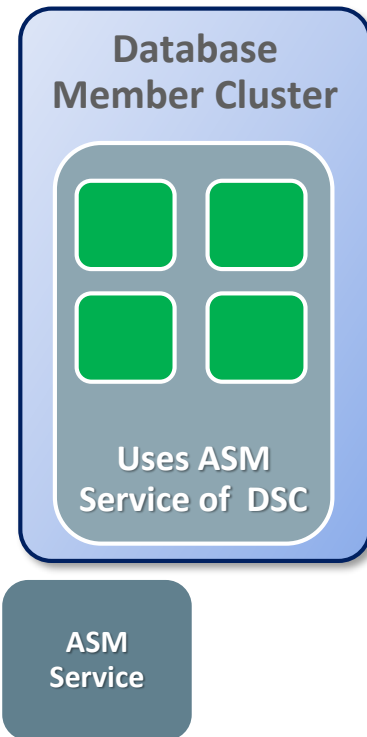 Database
Member Cluster
Uses ASM
Service of DSC
ASM
Service